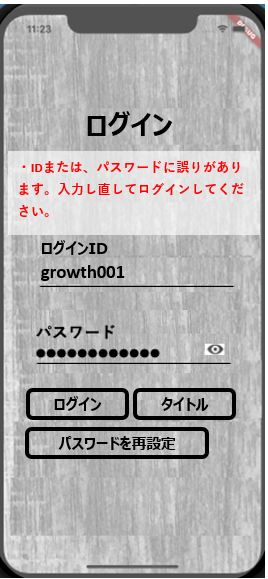 11:23
DEBUG
ログイン
・IDまたは、パスワードに誤りがあり
ます。入力し直してログインしてくだ
さい。
ログインID
growth001
パスワード
●●●●●●●●●●●●
ログイン
タイトル
パスワードを再設定